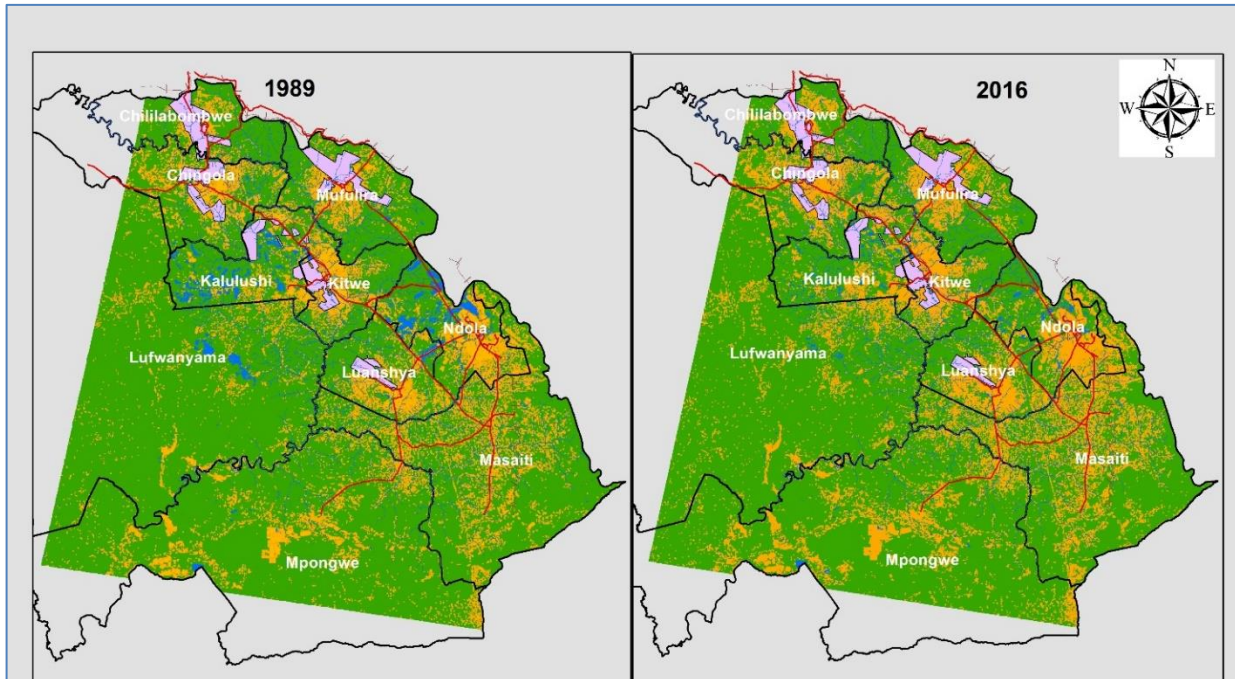 1989
Chililabombwe
Chingola
Mufulira
Kalulushi
Kitwe
Ndola
Lufwanyama
Luanshya
Masaiti
Mpongwe
2016
N
W
E
S
Chililabombwe
Chingola
Mufulira
Kalulushi
Kitwe
Ndola
Lufwanyama
Luanshya
Masaiti
Mpongwe